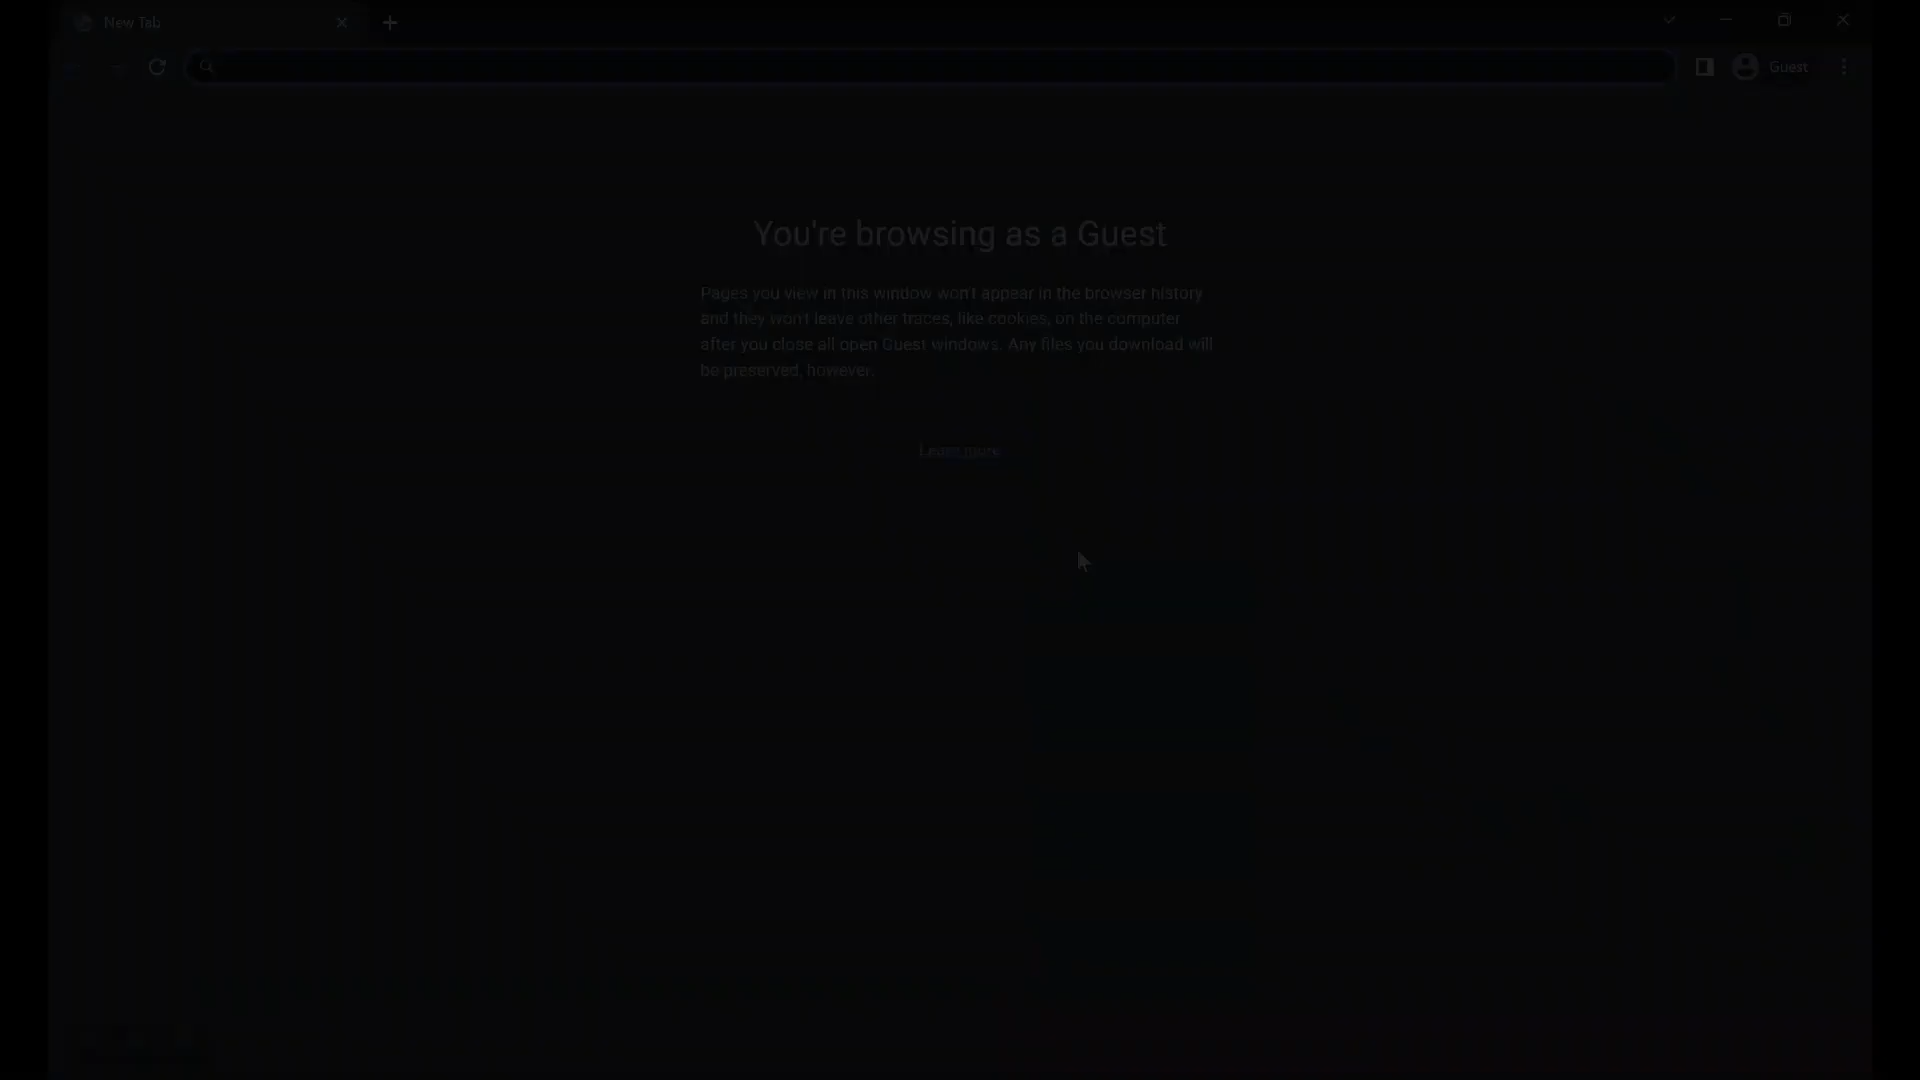 New Tab
Guest
You're browsing as a Guest
Pages you view in this window won't appear in the browser history
and they won't leave other traces, like cookies, on the computer
after you close all open Guest windows. Any files you download will
be preserved, however.
Learn more